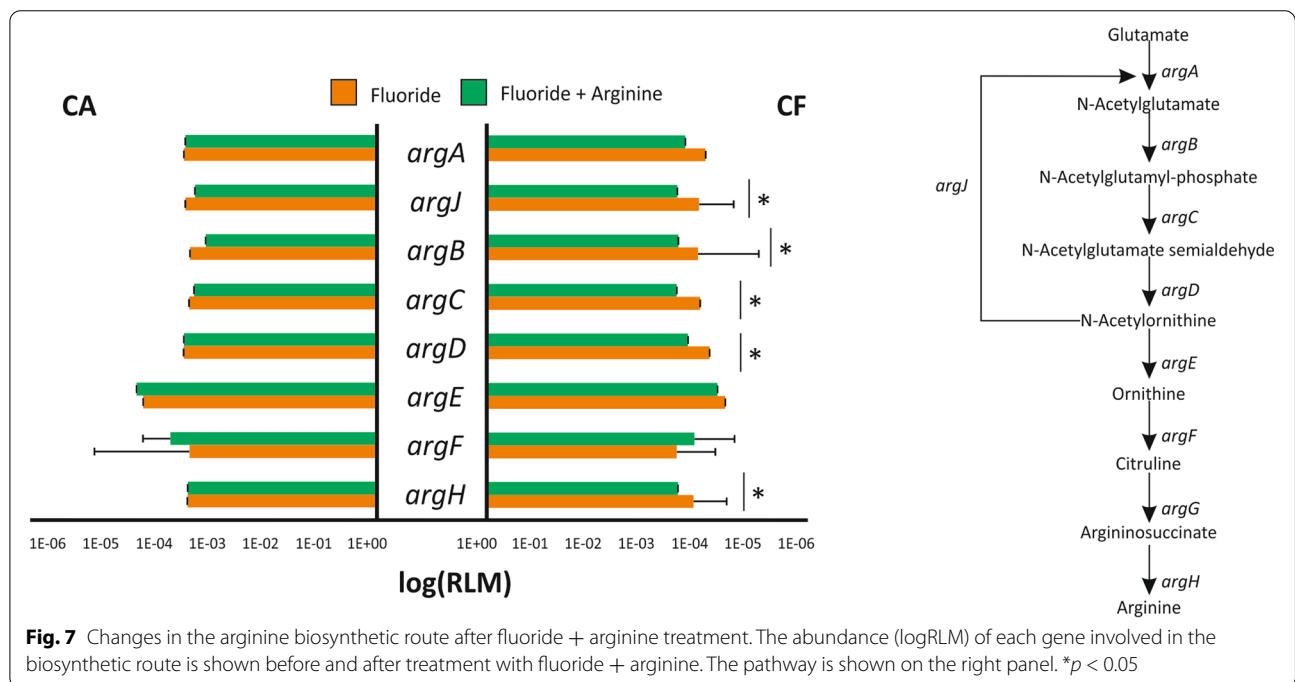 Fluoride
Fluoride + Arginine
CA
CF
argA
argJ
argB
argC
argD
argE
argF
argH
*
*
*
*
*
1E-06 1E-05 1E-04 1E-03 1E-02 1E-01 1E+00 1E+00 1E-01 1E-02 1E-03 1E-04 1E-05 1E-06
log(RLM)
Glutamate
argA
N-Acetylglutamate
argB
N-Acetylglutamyl-phosphate
argJ
argC
N-Acetylglutamate semialdehyde
argD
N-Acetylornithine
argE
Ornithine
argF
Citruline
argG
Argininosuccinate
argH
Arginine
Fig. 7 Changes in the arginine biosynthetic route after fluoride + arginine treatment. The abundance (logRLM) of each gene involved in the
biosynthetic route is shown before and after treatment with fluoride + arginine. The pathway is shown on the right panel. *p < 0.05